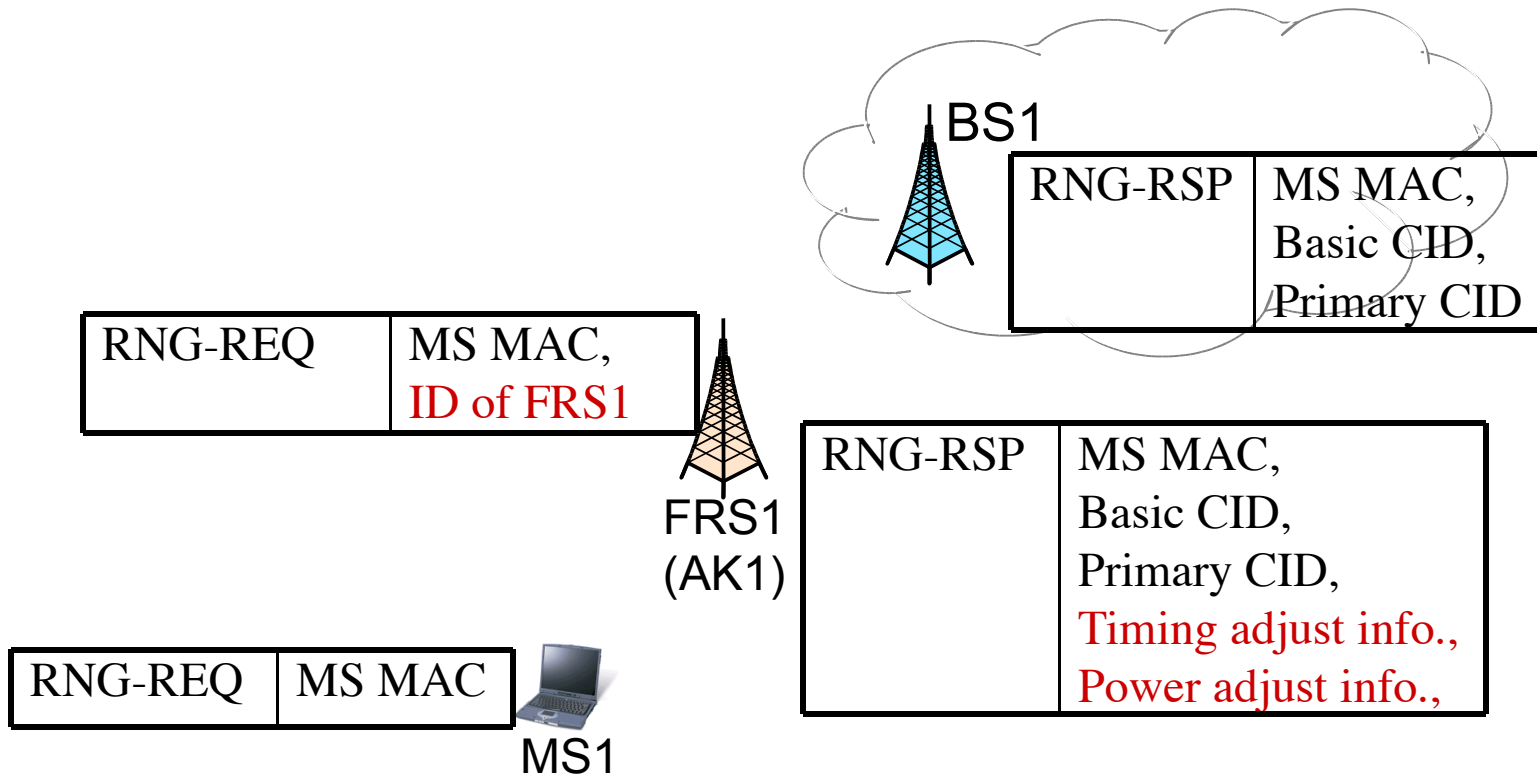 BS1
RNG-RSP
MS MAC,
Basic CID,
Primary CID
RNG-REQ
MS MAC,
ID of FRS1
FRS1
(AK1)
RNG-RSP
MS MAC,
Basic CID,
Primary CID,
Timing adjust info.,
Power adjust info.,
RNG-REQ
MS MAC
MS1